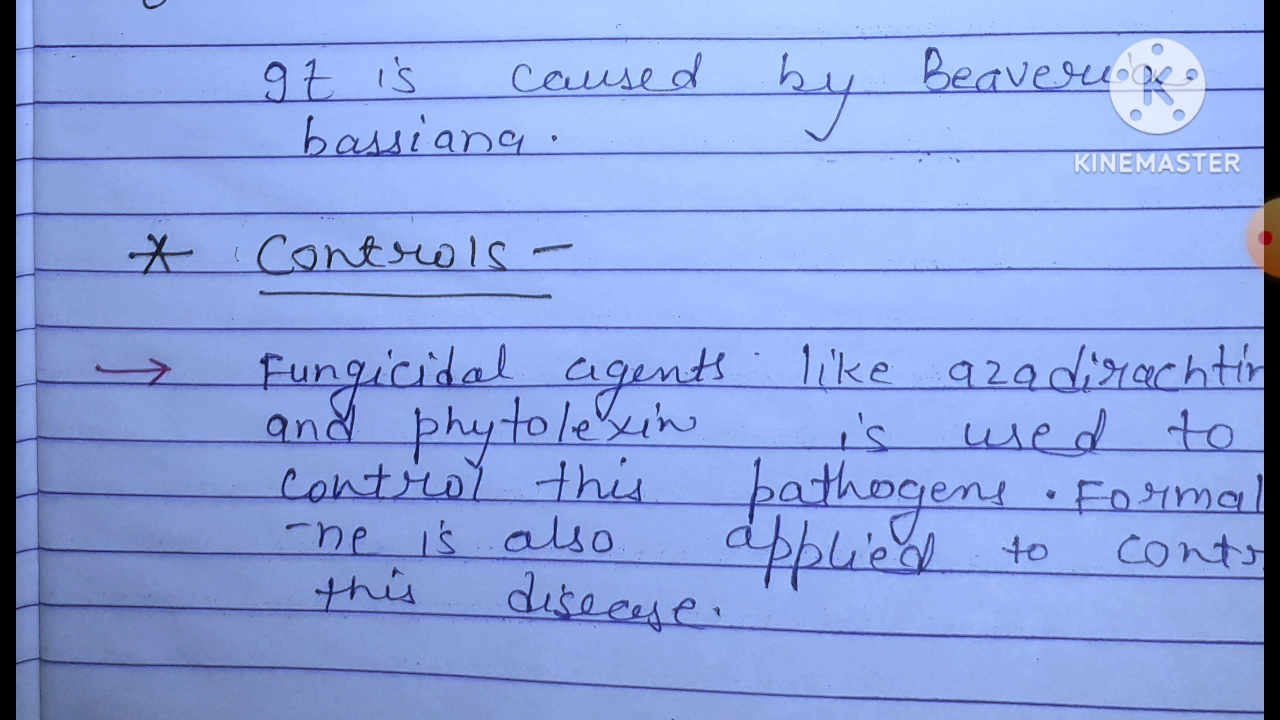 It is caused by Beaveria
bassiana.
KINEMASTER
* Controls -
→ Fungicidal agents like azadirachtin
and phytolexin is used to
control this pathogens. Formal
-ne is also applied to contr
this disease.